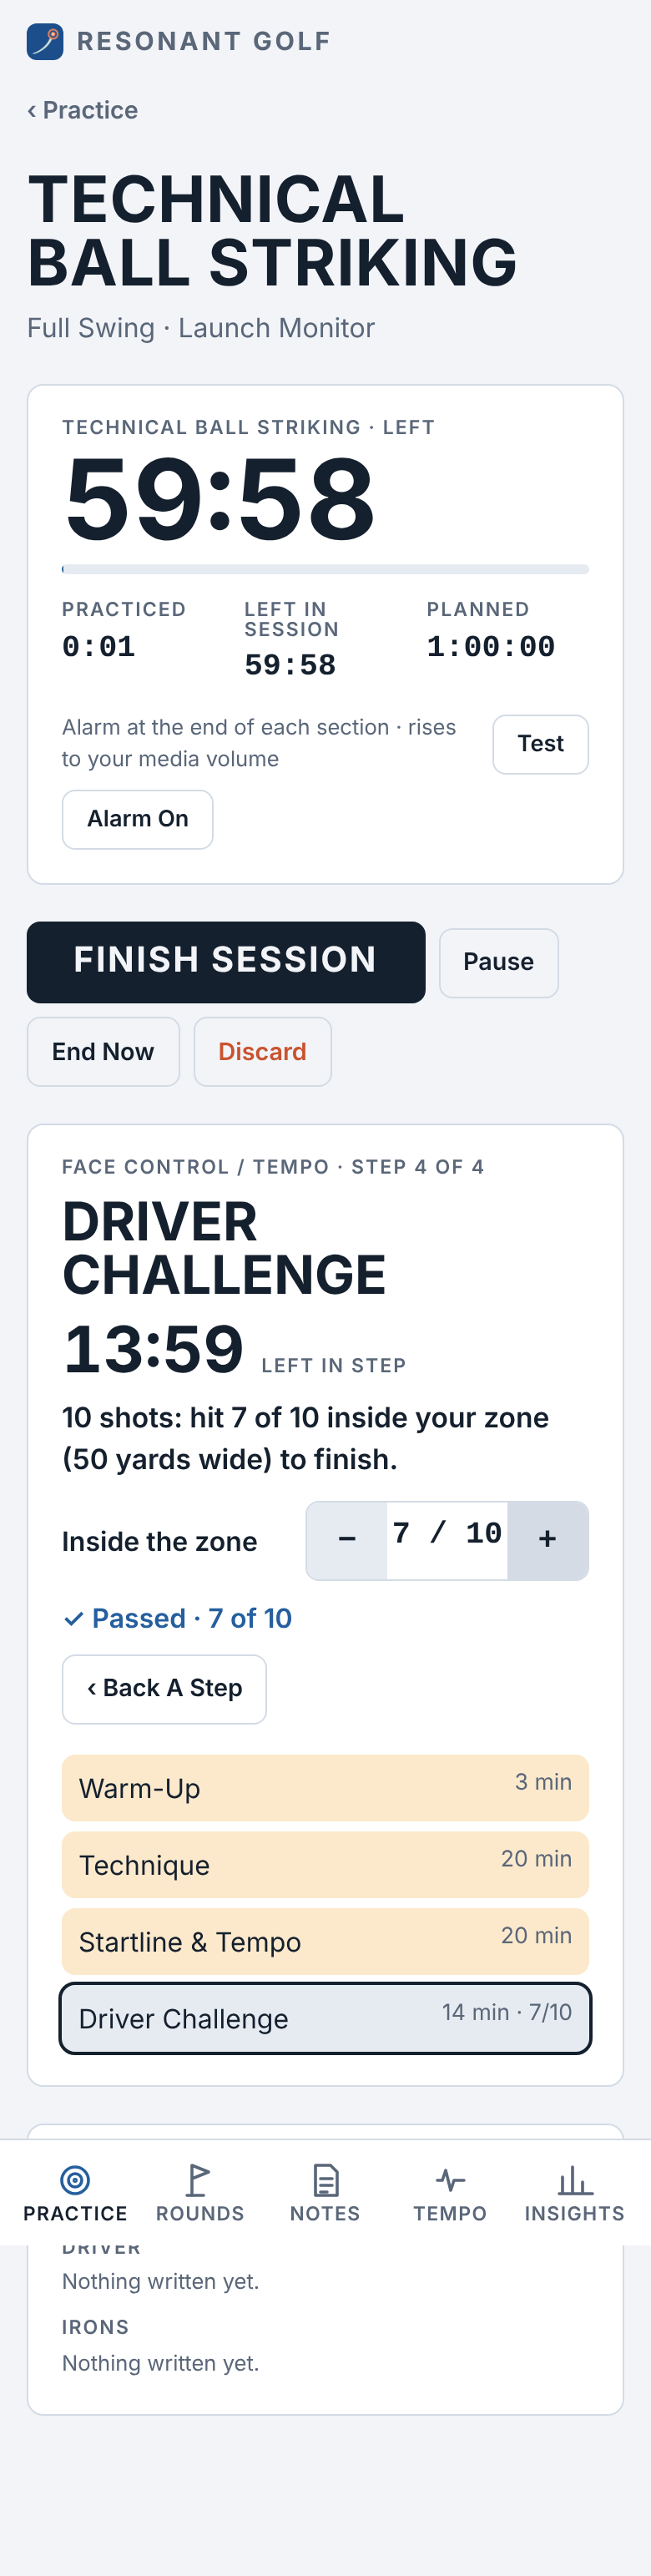 RESONANT GOLF
‹ Practice
TECHNICAL
BALL STRIKING
Full Swing · Launch Monitor
TECHNICAL BALL STRIKING · LEFT
59:58
PRACTICED
0:01
LEFT IN
SESSION
59:58
PLANNED
1:00:00
Alarm at the end of each section · rises
to your media volume
Test
Alarm On
FINISH SESSION
Pause
End Now
Discard
FACE CONTROL / TEMPO · STEP 4 OF 4
DRIVER
CHALLENGE
13:59 LEFT IN STEP
10 shots: hit 7 of 10 inside your zone
(50 yards wide) to finish.
Inside the zone
− 7 / 10 +
✓ Passed · 7 of 10
‹ Back A Step
Warm-Up 3 min
Technique 20 min
Startline & Tempo 20 min
Driver Challenge 14 min · 7/10
PRACTICE ROUNDS NOTES TEMPO INSIGHTS
DRIVER
Nothing written yet.
IRONS
Nothing written yet.